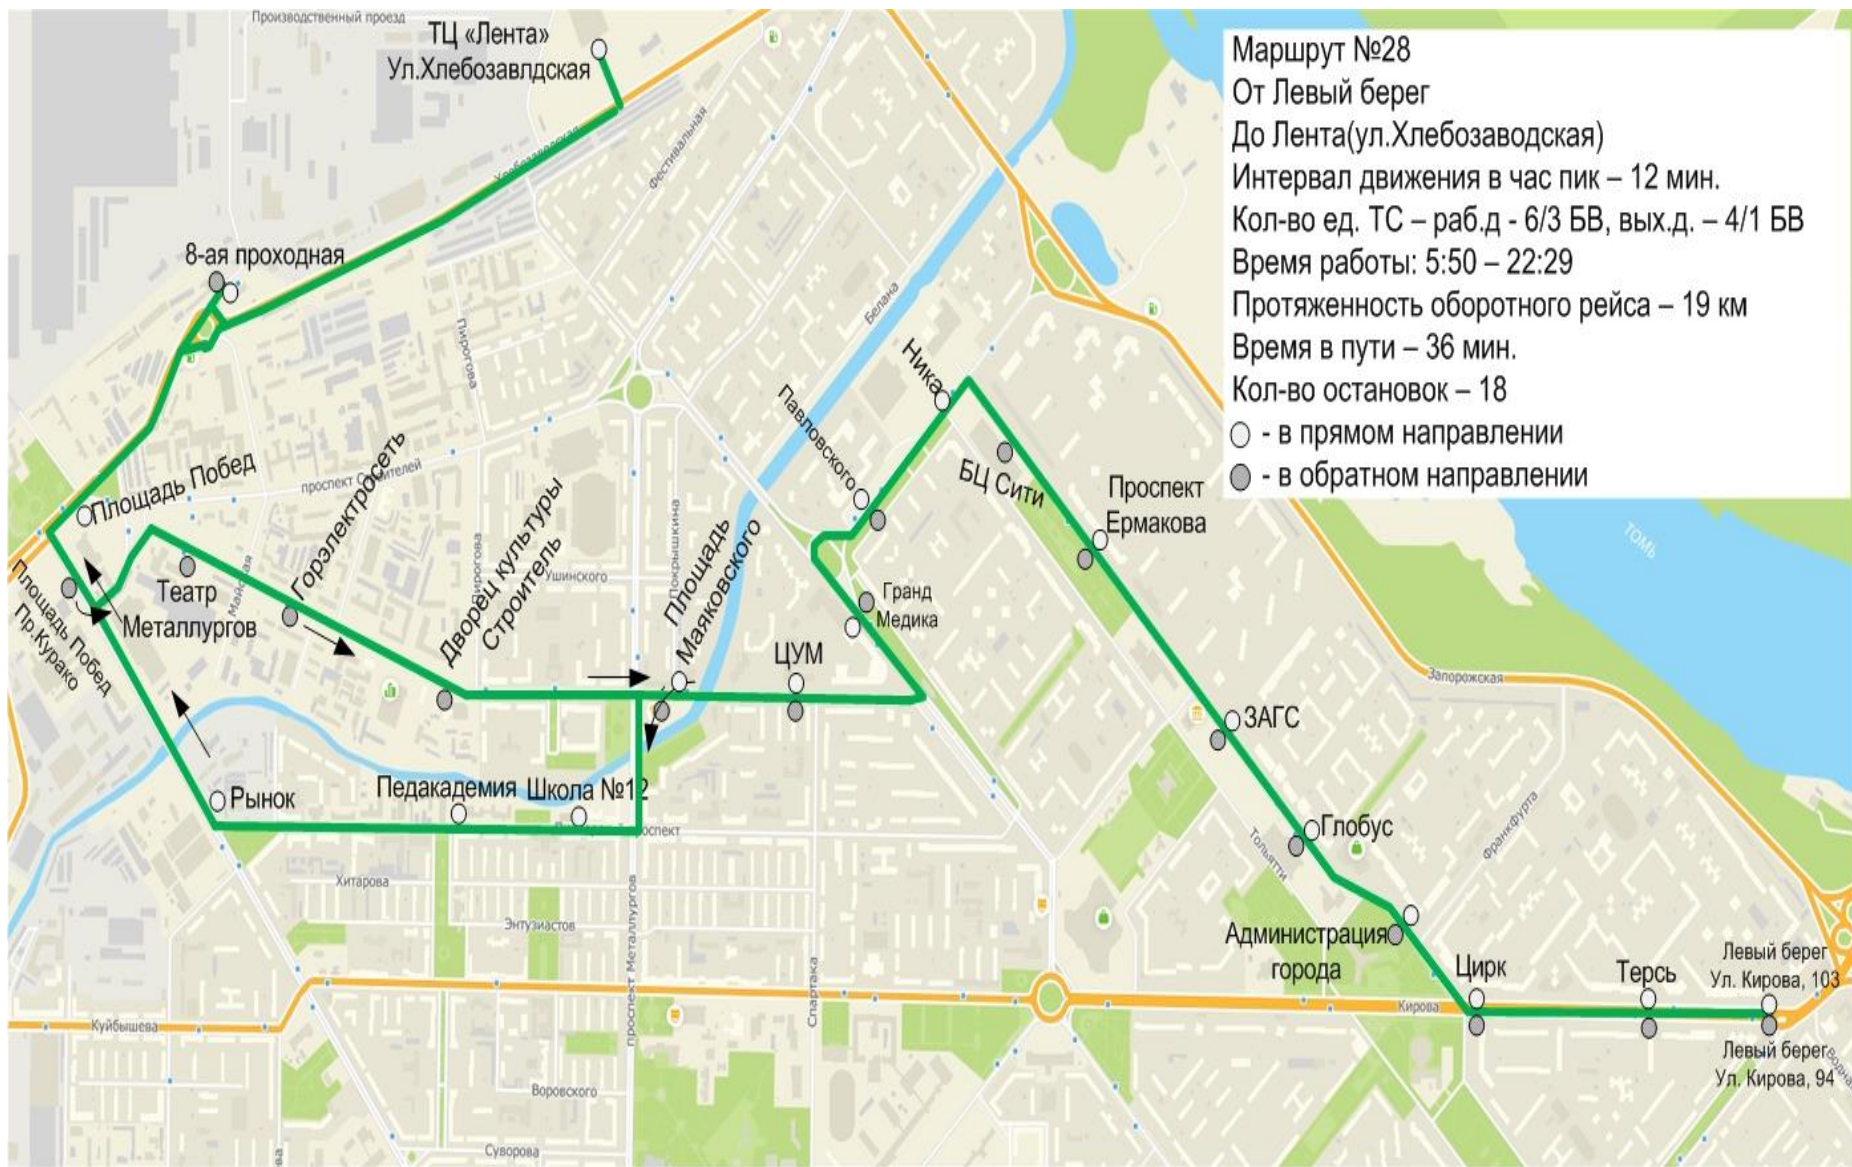 Производственный проезд
ТЦ «Лента»
Ул.Хлебозавлдская
Маршрут №28
От Левый берег
До Лента(ул.Хлебозаводская)
Интервал движения в час пик – 12 мин.
Кол-во ед. ТС – раб.д - 6/3 БВ, вых.д. – 4/1 БВ
Время работы: 5:50 – 22:29
Протяженность оборотного рейса – 19 км
Время в пути – 36 мин.
Кол-во остановок – 18
- в прямом направлении
- в обратном направлении
Хлебозаводская
Фестивальная
8-ая проходная
Белана
Пирогова
Ника
Павловского
БЦ Сити
Проспект
Ермакова
ТОМЬ
Площадь Побед
проспект Строителей
Горэлектросеть
Дворец культуры
Строитель
Пирогова
Ушинского
Покрышкина
Площадь
Маяковского
Майская
Театр
Металлургов
Площадь Побед
Пр.Курако
Гранд
Медика
ЦУМ
Запорожская
ЗАГС
Рынок
Педакадемия
Школа №12
Глобус
Тольятти
Франкфурта
Хитарова
Энтузиастов
проспект Металлургов
Спартака
Администрация
города
Цирк
Терсь
Левый берег
Ул. Кирова, 103
Кирова
Куйбышева
Левый берег
Ул. Кирова, 94
Воровского
Суворова